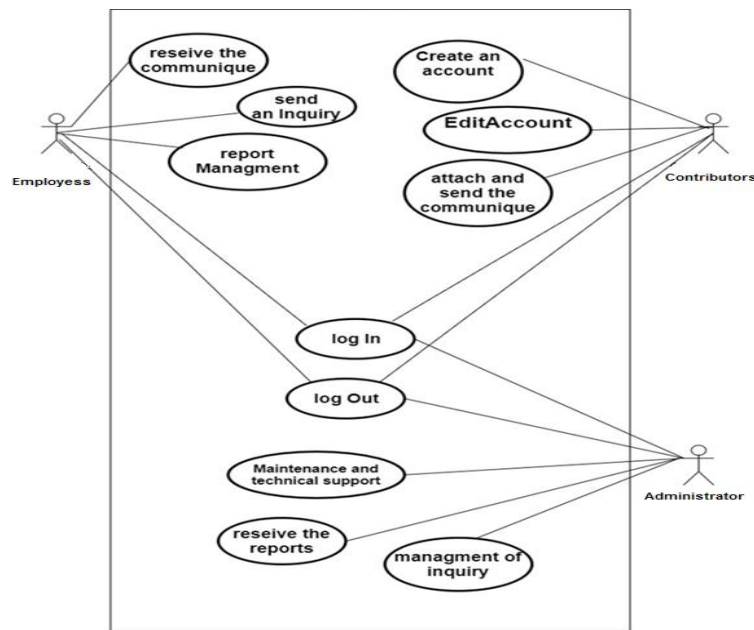 reseive the
communique
send
an Inquiry
report
Managment
Employess
Create an
account
EditAccount
attach and
send the
communique
Contributors
log In
log Out
Maintenance and
technical support
reseive the
reports
managment of
inquiry
Administrator